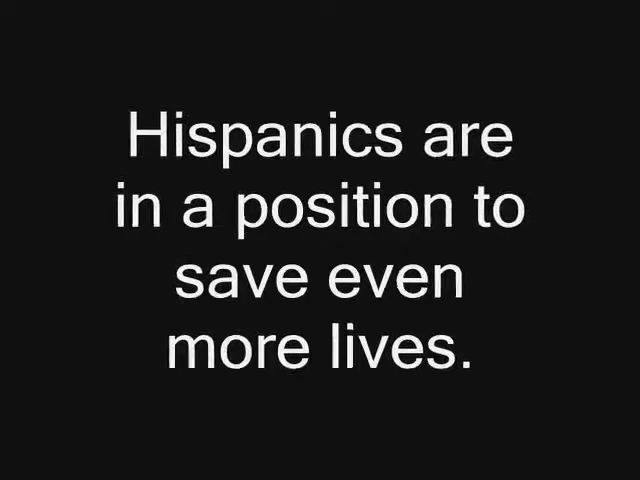 Hispanics are
in a position to
save even
more lives.